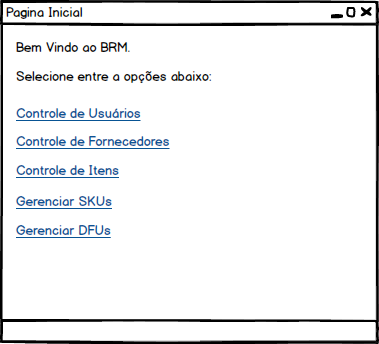 Pagina Inicial
Bem Vindo ao BRM.
Selecione entre a opções abaixo:
Controle de Usuários
Controle de Fornecedores
Controle de Itens
Gerenciar SKUs
Gerenciar DFUs